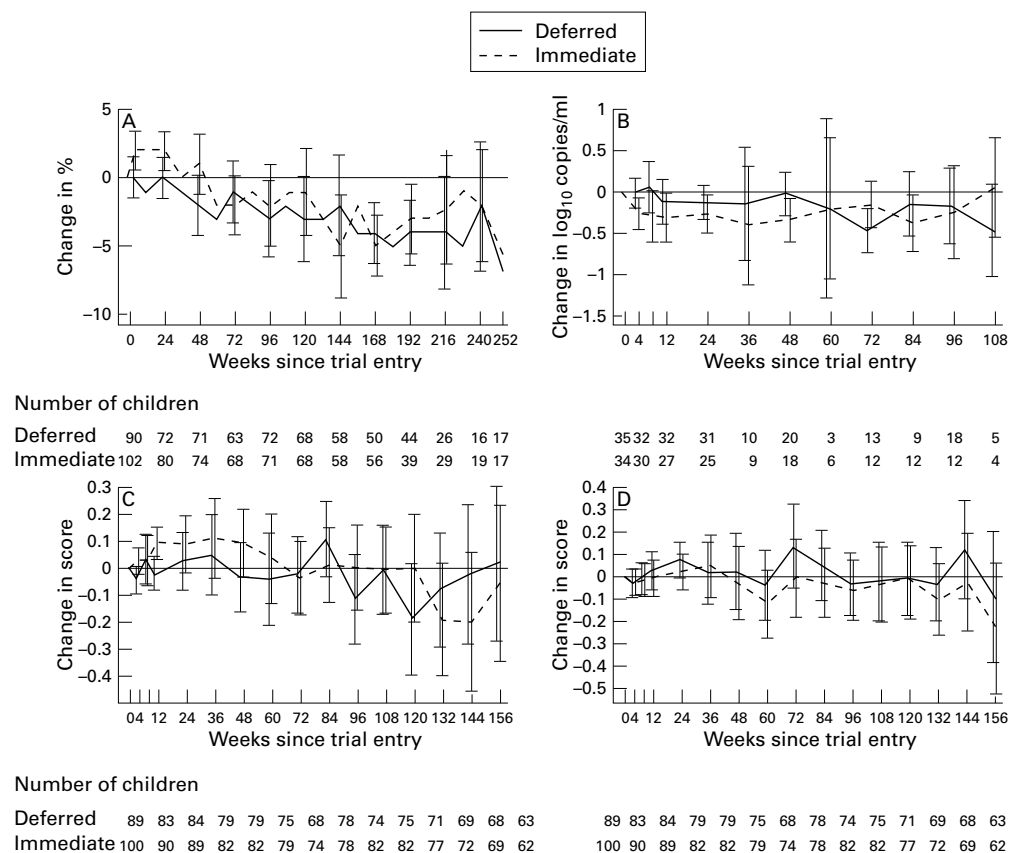 Deferred
Immediate
A
5
0
−5
−10
Change in %
0 24 48 72 96 120 144 168 192 216 240 252
Weeks since trial entry
B
1
0.5
0
−0.5
−1
−1.5
Change in log10 copies/ml
0 4 12 24 36 48 60 72 84 96 108
Weeks since trial entry
Number of children
Deferred 90 72 71 63 72 68 58 50 44 26 16 17
Immediate 102 80 74 68 71 68 58 56 39 29 19 17
35 32 32 31 10 20 3 13 9 18 5
34 30 27 25 9 18 6 12 12 12 4
C
0.3
0.2
0.1
0
−0.1
−0.2
−0.3
−0.4
Change in score
0 4 12 24 36 48 60 72 84 96 108 120 132 144 156
Weeks since trial entry
D
0.4
0.3
0.2
0.1
0
−0.1
−0.2
−0.3
−0.4
−0.5
Change in score
0 4 12 24 36 48 60 72 84 96 108 120 132 144 156
Weeks since trial entry
Number of children
Deferred 89 83 84 79 79 75 68 78 74 75 71 69 68 63
Immediate 100 90 89 82 82 79 74 78 82 82 77 72 69 62
89 83 84 79 79 75 68 78 74 75 71 69 68 63
100 90 89 82 82 79 74 78 82 82 77 72 69 62